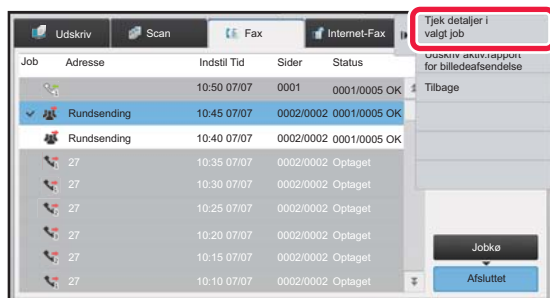 Udskriv Scan Fax Internet-Fax
Tjek detaljer i
valgt job
Udskriv aktiv.rapport
for billedeafsendelse
Tilbage
Job Adresse Indstil Tid Sider Status
10:50 07/07 0001 0001/0005 OK
Rundsending 10:45 07/07 0002/0002 0001/0005 OK
Rundsending 10:40 07/07 0002/0002 0001/0005 OK
27 10:35 07/07 0002/0002 Optaget
27 10:30 07/07 0002/0002 Optaget
27 10:25 07/07 0002/0002 Optaget
27 10:20 07/07 0002/0002 Optaget
27 10:15 07/07 0002/0002 Optaget
27 10:10 07/07 0002/0002 Optaget
Jobkø
Afsluttet